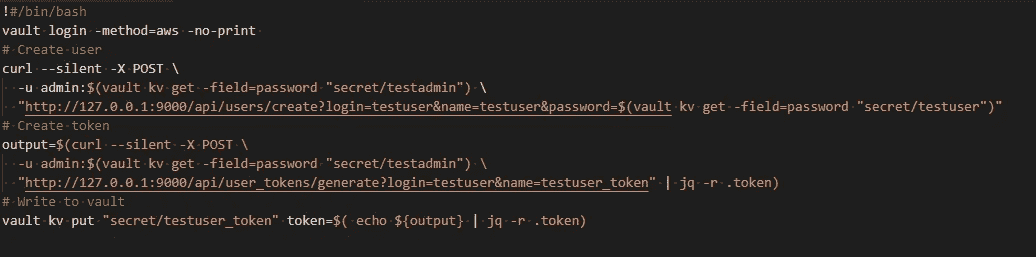 !#/bin/bash
vault login -method=aws -no-print
# Create user
curl --silent -X POST \
  -u admin:$(vault kv get -field=password "secret/testadmin") \
  "http://127.0.0.1:9000/api/users/create?login=testuser&name=testuser&password=$(vault kv get -field=password "secret/testuser")"
# Create token
output=$(curl --silent -X POST \
  -u admin:$(vault kv get -field=password "secret/testadmin") \
  "http://127.0.0.1:9000/api/user_tokens/generate?login=testuser&name=testuser_token" | jq -r .token)
# Write to vault
vault kv put "secret/testuser_token" token=$( echo ${output} | jq -r .token)